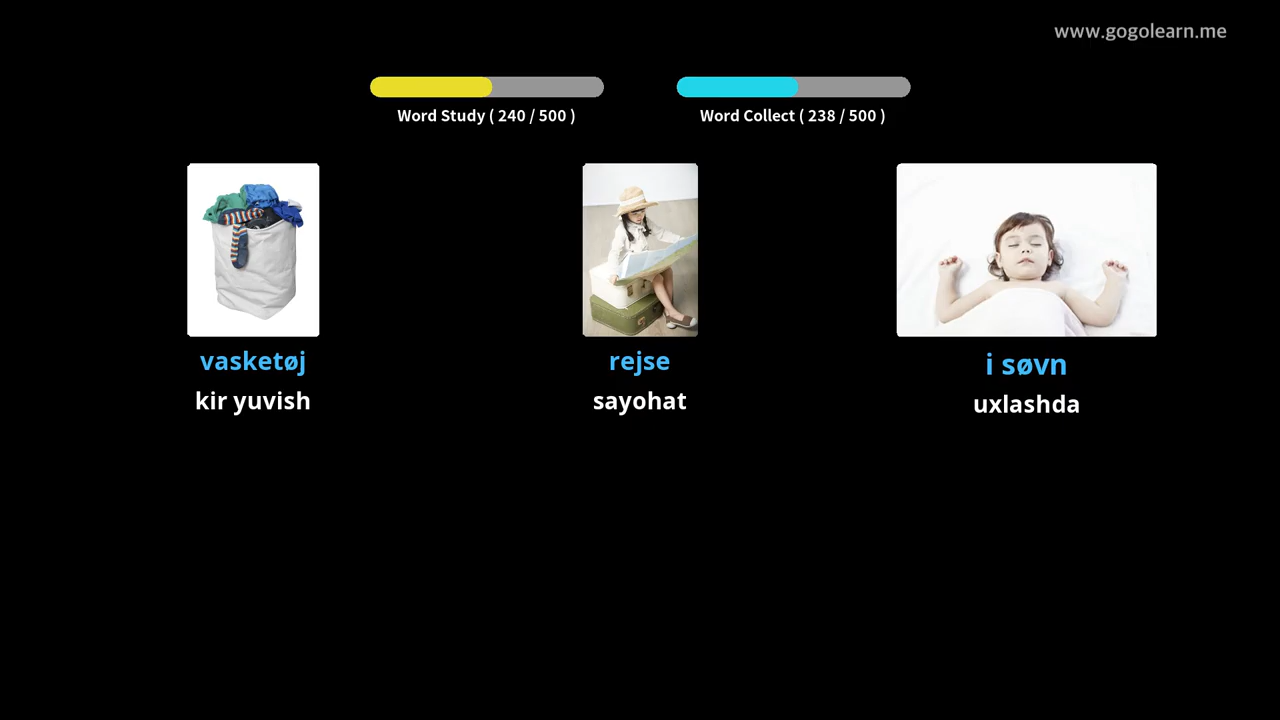 www.gogolearn.me
Word Study ( 240 / 500 )
Word Collect ( 238 / 500 )
vasketøj
kir yuvish
rejse
sayohat
i søvn
uxlashda